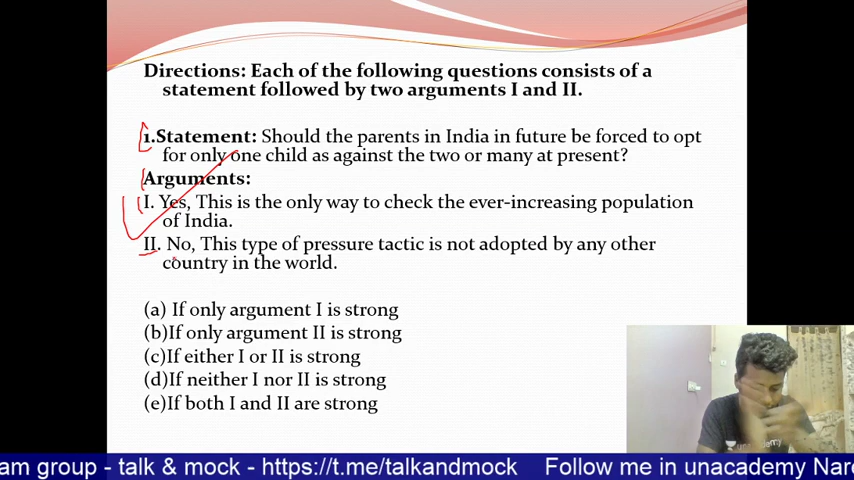 Directions: Each of the following questions consists of a
statement followed by two arguments I and II.
1.Statement: Should the parents in India in future be forced to opt
for only one child as against the two or many at present?
Arguments:
I. Yes, This is the only way to check the ever-increasing population
of India.
II. No, This type of pressure tactic is not adopted by any other
country in the world.
(a) If only argument I is strong
(b)If only argument II is strong
(c)If either I or II is strong
(d)If neither I nor II is strong
(e)If both I and II are strong
am group - talk & mock - https://t.me/talkandmock Follow me in unacademy Nar